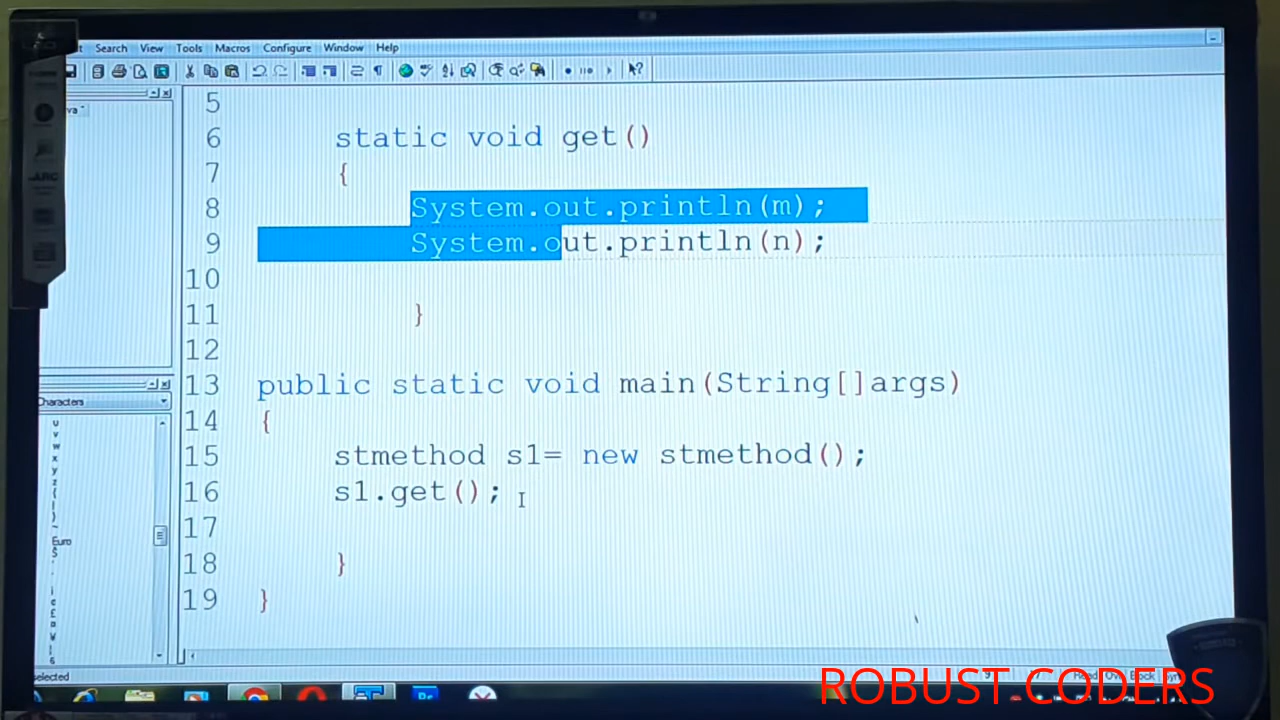 Search View Tools Macros Configure Window Help
5
6 static void get()
7 {
8 System.out.println(m);
9 System.out.println(n);
10
11 }
12
13 public static void main(String[]args)
14 {
15 stmethod s1= new stmethod();
16 s1.get();
17
18 }
19 }
Characters
u
v
w
x
y
z
{
|
}
~
Euro
selected
ROBUST CODERS